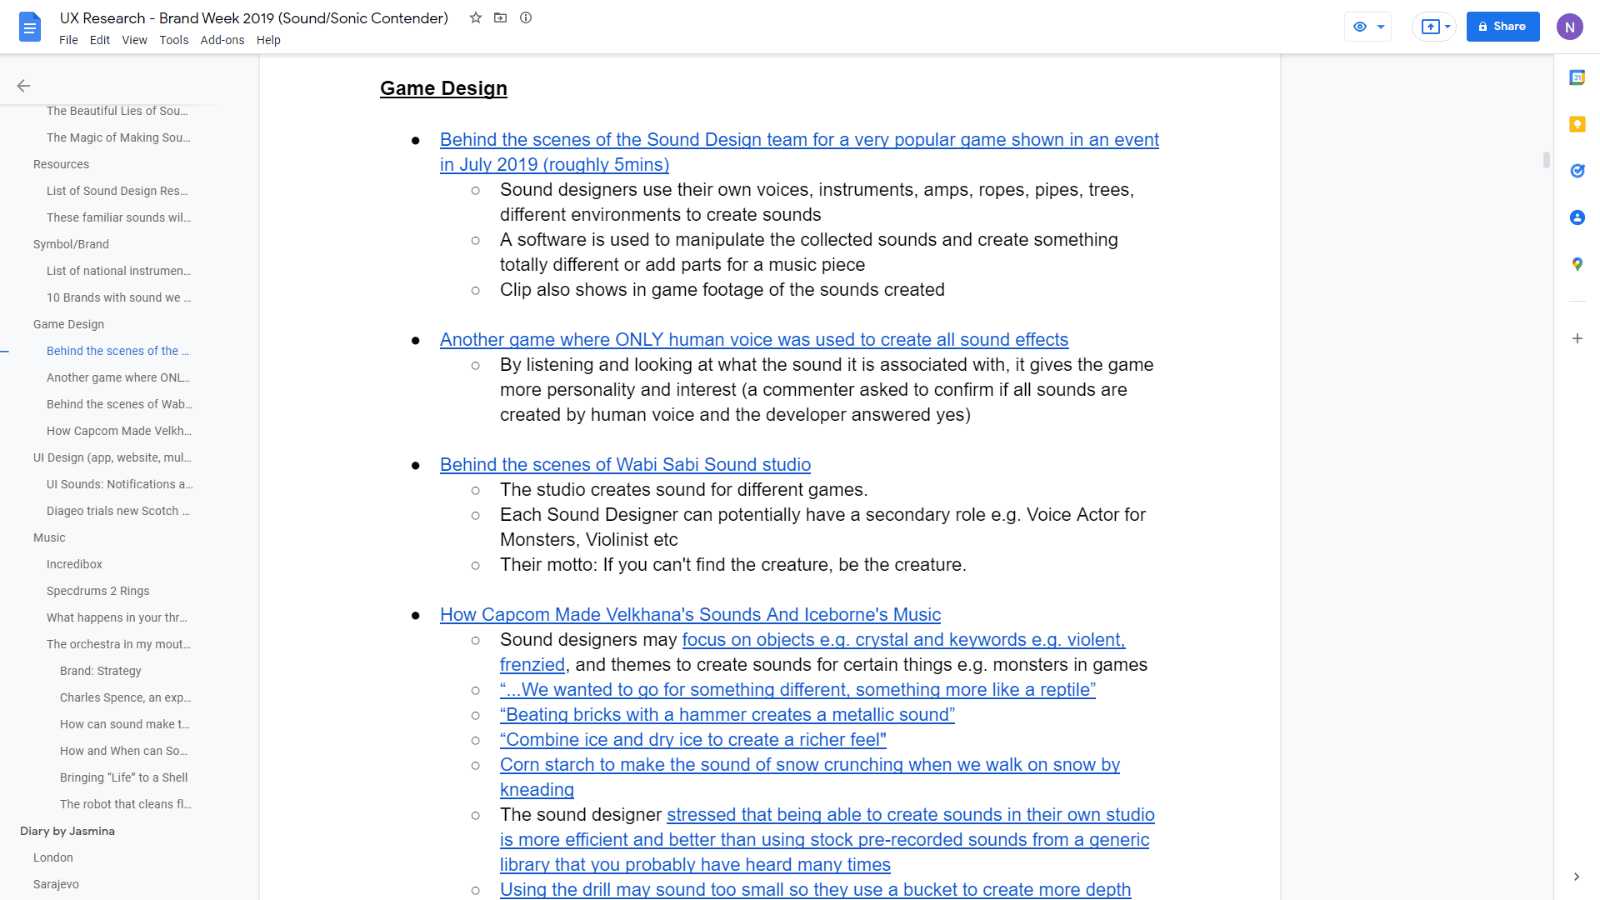 UX Research - Brand Week 2019 (Sound/Sonic Contender)
File Edit View Tools Add-ons Help
Share
N
31
The Beautiful Lies of Sou...
The Magic of Making Sou...
Resources
List of Sound Design Res...
These familiar sounds wil...
Symbol/Brand
List of national instrumen...
10 Brands with sound we ...
Game Design
Behind the scenes of the ...
Another game where ONL...
Behind the scenes of Wab...
How Capcom Made Velkh...
UI Design (app, website, mul...
UI Sounds: Notifications a...
Diageo trials new Scotch ...
Music
Incredibox
Specdrums 2 Rings
What happens in your thr...
The orchestra in my mout...
Brand: Strategy
Charles Spence, an exp...
How can sound make t...
How and When can So...
Bringing “Life” to a Shell
The robot that cleans fl...
Diary by Jasmina
London
Sarajevo
Game Design
● Behind the scenes of the Sound Design team for a very popular game shown in an event
in July 2019 (roughly 5mins)
○ Sound designers use their own voices, instruments, amps, ropes, pipes, trees,
different environments to create sounds
○ A software is used to manipulate the collected sounds and create something
totally different or add parts for a music piece
○ Clip also shows in game footage of the sounds created
● Another game where ONLY human voice was used to create all sound effects
○ By listening and looking at what the sound it is associated with, it gives the game
more personality and interest (a commenter asked to confirm if all sounds are
created by human voice and the developer answered yes)
● Behind the scenes of Wabi Sabi Sound studio
○ The studio creates sound for different games.
○ Each Sound Designer can potentially have a secondary role e.g. Voice Actor for
Monsters, Violinist etc
○ Their motto: If you can't find the creature, be the creature.
● How Capcom Made Velkhana's Sounds And Iceborne's Music
○ Sound designers may focus on objects e.g. crystal and keywords e.g. violent,
frenzied, and themes to create sounds for certain things e.g. monsters in games
○ “...We wanted to go for something different, something more like a reptile”
○ “Beating bricks with a hammer creates a metallic sound”
○ “Combine ice and dry ice to create a richer feel"
○ Corn starch to make the sound of snow crunching when we walk on snow by
kneading
○ The sound designer stressed that being able to create sounds in their own studio
is more efficient and better than using stock pre-recorded sounds from a generic
library that you probably have heard many times
○ Using the drill may sound too small so they use a bucket to create more depth